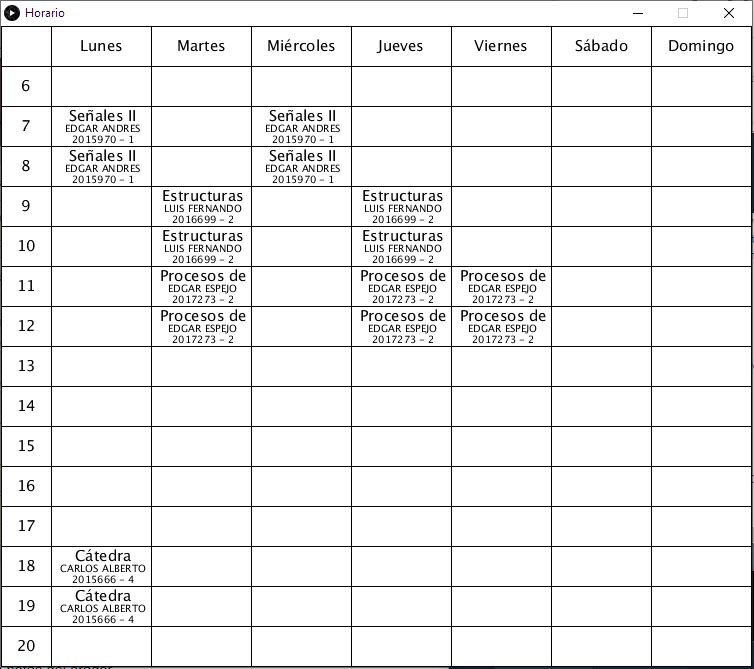 Horario
Lunes Martes Miércoles Jueves Viernes Sábado Domingo
6
7
Señales II Señales II
EDGAR ANDRES EDGAR ANDRES
2015970 - 1 2015970 - 1
8
Señales II Señales II
EDGAR ANDRES EDGAR ANDRES
2015970 - 1 2015970 - 1
9
Estructuras Estructuras
LUIS FERNANDO LUIS FERNANDO
2016699 - 2 2016699 - 2
10
Estructuras Estructuras
LUIS FERNANDO LUIS FERNANDO
2016699 - 2 2016699 - 2
11
Procesos de Procesos de Procesos de
EDGAR ESPEJO EDGAR ESPEJO EDGAR ESPEJO
2017273 - 2 2017273 - 2 2017273 - 2
12
Procesos de Procesos de Procesos de
EDGAR ESPEJO EDGAR ESPEJO EDGAR ESPEJO
2017273 - 2 2017273 - 2 2017273 - 2
13
14
15
16
17
18
Cátedra
CARLOS ALBERTO
2015666 - 4
19
Cátedra
CARLOS ALBERTO
2015666 - 4
20